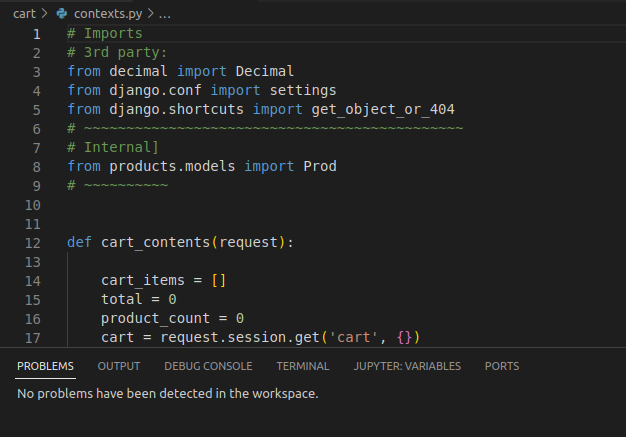 cart > contexts.py > ...
1 # Imports
2 # 3rd party:
3 from decimal import Decimal
4 from django.conf import settings
5 from django.shortcuts import get_object_or_404
6 # ~~~~~~~~~~~~~~~~~~~~~~~~~~~~~~~~~~~~~~~~~~~~~
7 # Internal]
8 from products.models import Prod
9 # ~~~~~~~~~~
10
11
12 def cart_contents(request):
13
14     cart_items = []
15     total = 0
16     product_count = 0
17     cart = request.session.get('cart', {})
PROBLEMS OUTPUT DEBUG CONSOLE TERMINAL JUPYTER: VARIABLES PORTS
No problems have been detected in the workspace.